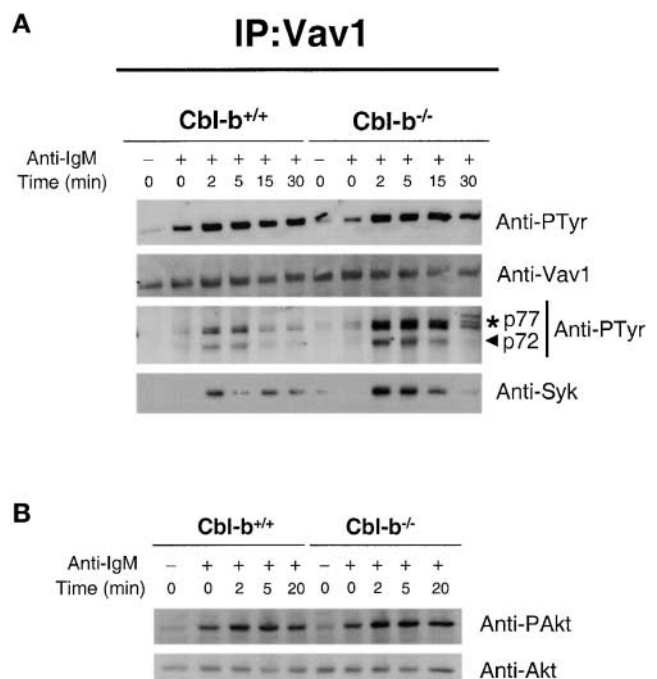 A
IP:Vav1
Cbl-b+/+ Cbl-b-/-
Anti-IgM – + + + + + – + + + + +
Time (min) 0 0 2 5 15 30 0 0 2 5 15 30
Anti-PTyr
Anti-Vav1
* p77
◄ p72
Anti-PTyr
Anti-Syk
B
Cbl-b+/+ Cbl-b-/-
Anti-IgM – + + + + – + + + +
Time (min) 0 0 2 5 20 0 0 2 5 20
Anti-PAkt
Anti-Akt